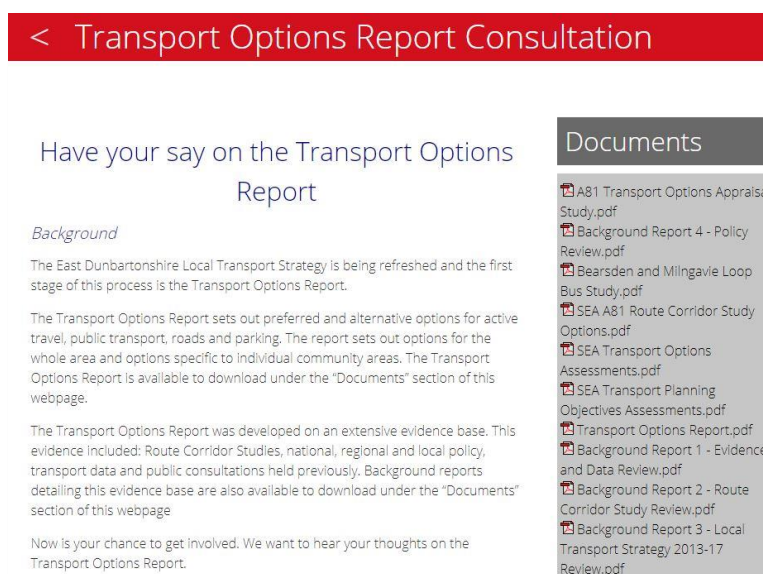 < Transport Options Report Consultation
Have your say on the Transport Options
Report
Background
The East Dunbartonshire Local Transport Strategy is being refreshed and the first
stage of this process is the Transport Options Report.
The Transport Options Report sets out preferred and alternative options for active
travel, public transport, roads and parking. The report sets out options for the
whole area and options specific to individual community areas. The Transport
Options Report is available to download under the “Documents” section of this
webpage.
The Transport Options Report was developed on an extensive evidence base. This
evidence included: Route Corridor Studies, national, regional and local policy,
transport data and public consultations held previously. Background reports
detailing this evidence base are also available to download under the “Documents”
section of this webpage
Now is your chance to get involved. We want to hear your thoughts on the
Transport Options Report.
Documents
A81 Transport Options Appraisa
Study.pdf
Background Report 4 - Policy
Review.pdf
Bearsden and Milngavie Loop
Bus Study.pdf
SEA A81 Route Corridor Study
Options.pdf
SEA Transport Options
Assessments.pdf
SEA Transport Planning
Objectives Assessments.pdf
Transport Options Report.pdf
Background Report 1 - Evidence
and Data Review.pdf
Background Report 2 - Route
Corridor Study Review.pdf
Background Report 3 - Local
Transport Strategy 2013-17
Review.pdf